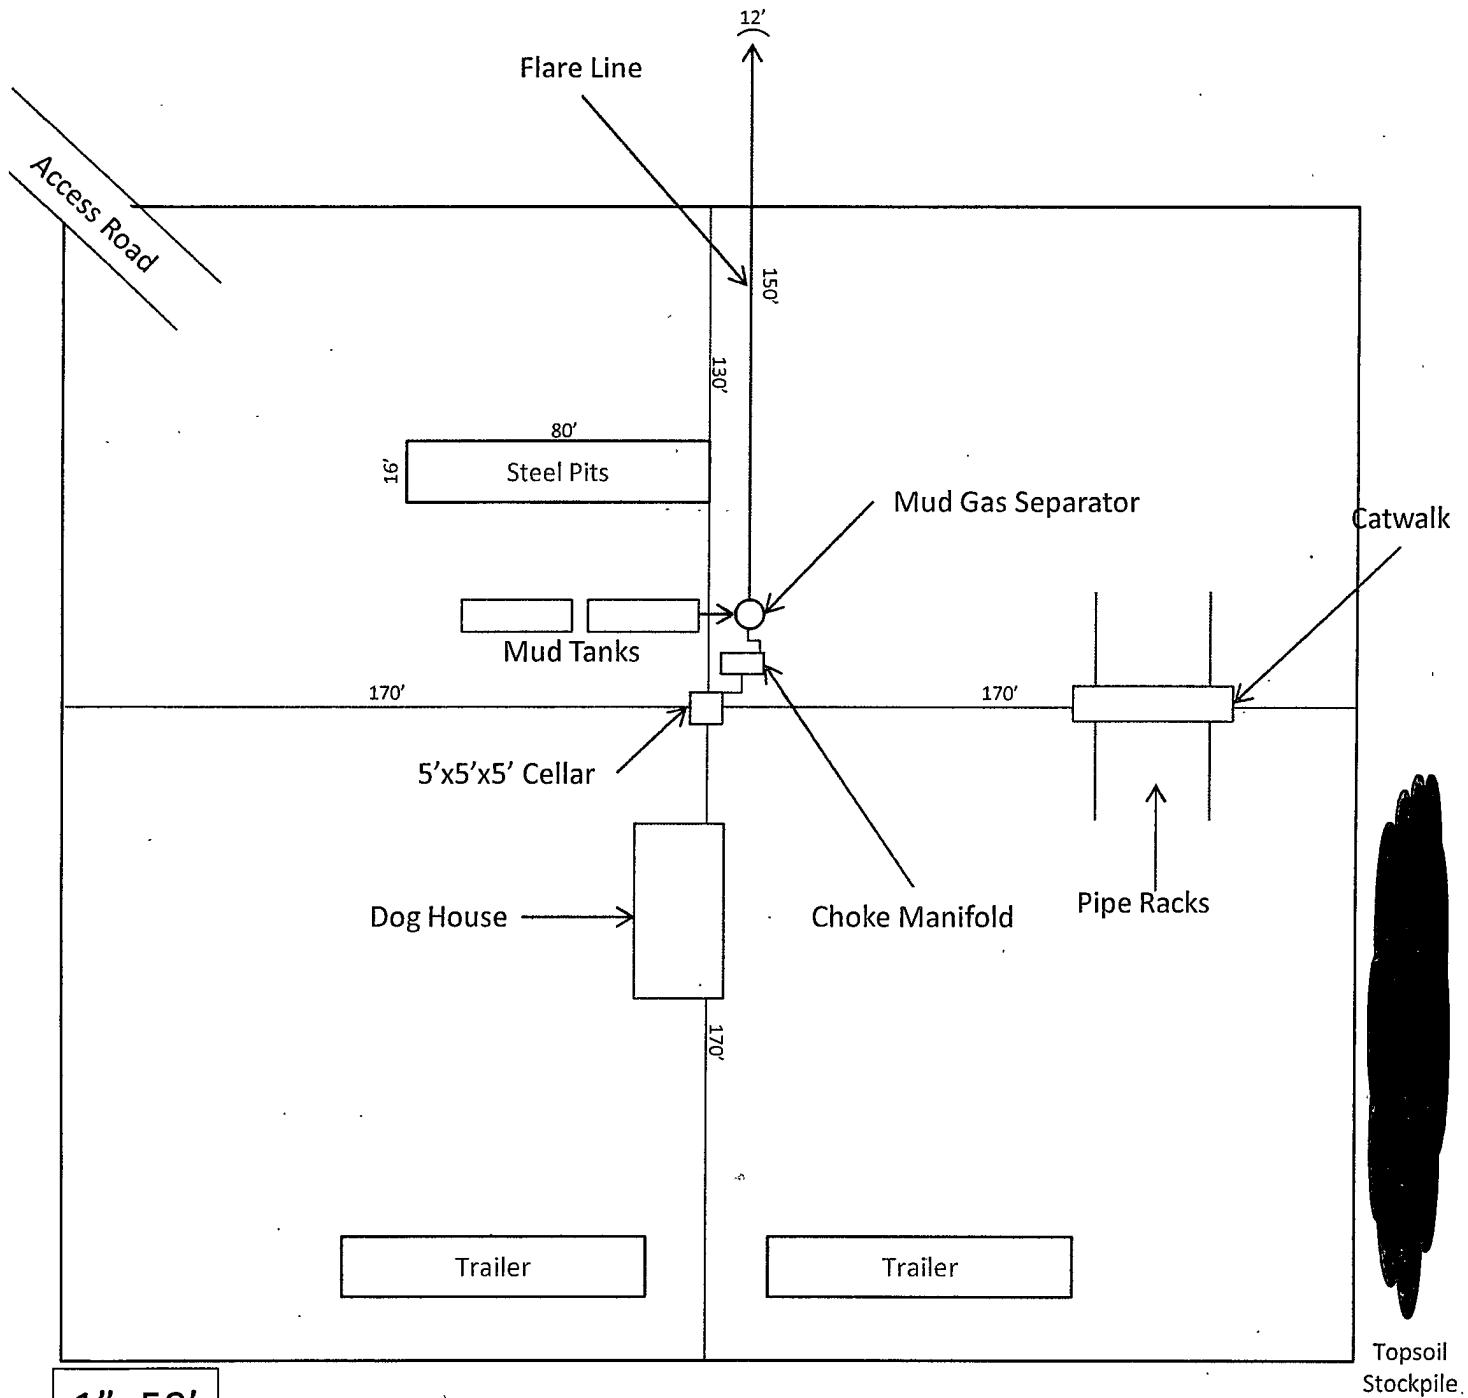 12'
Flare Line
Access Road
150'
130'
80'
16'
Steel Pits
Mud Gas Separator
Catwalk
Mud Tanks
170'
170'
5'x5'x5' Cellar
Dog House
Choke Manifold
Pipe Racks
170'
Trailer
Trailer
Topsoil
Stockpile